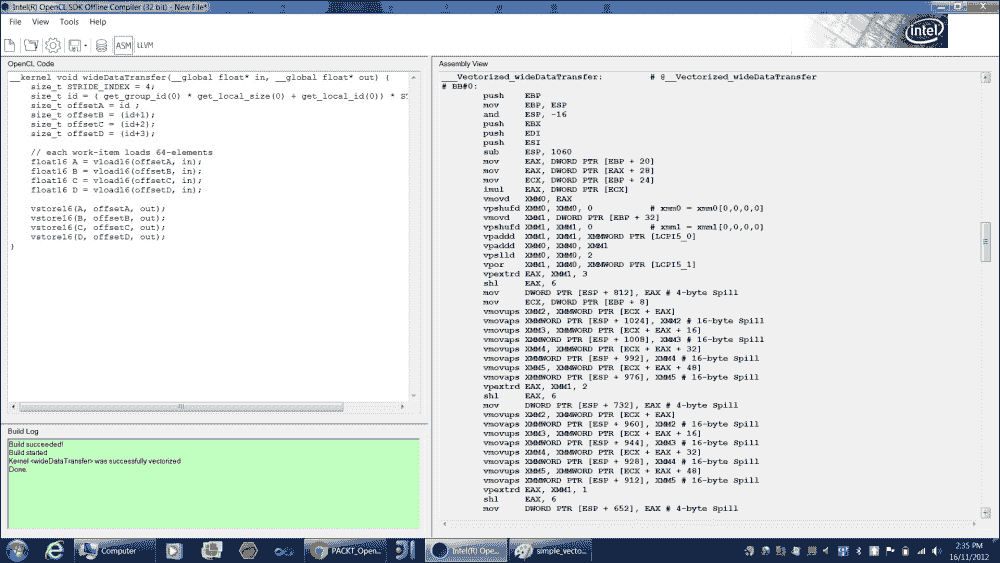 Intel(R) OpenCL SDK Offline Compiler (32 bit) - New File*
File View Tools Help
ASM LLVM
intel
OpenCL Code
__kernel void wideDataTransfer(__global float* in, __global float* out) {
size_t STRIDE_INDEX = 4;
size_t id = ( get_group_id(0) * get_local_size(0) + get_local_id(0)) * ST
size_t offsetA = id ;
size_t offsetB = (id+1);
size_t offsetC = (id+2);
size_t offsetD = (id+3);
// each work-item loads 64-elements
float16 A = vload16(offsetA, in);
float16 B = vload16(offsetB, in);
float16 C = vload16(offsetC, in);
float16 D = vload16(offsetD, in);
vstore16(A, offsetA, out);
vstore16(B, offsetB, out);
vstore16(C, offsetC, out);
vstore16(D, offsetD, out);
}
Build Log
Build succeeded!
Build started
Kernel <wideDataTransfer> was successfully vectorized
Done.
Assembly View
___Vectorized_wideDataTransfer: # @__Vectorized_wideDataTransfer
# BB#0:
push EBP
mov EBP, ESP
and ESP, -16
push EBX
push EDI
push ESI
sub ESP, 1060
mov EAX, DWORD PTR [EBP + 20]
mov EAX, DWORD PTR [EAX + 28]
mov ECX, DWORD PTR [EBP + 24]
imul EAX, DWORD PTR [ECX]
vmovd XMM0, EAX
vpshufd XMM0, XMM0, 0 # xmm0 = xmm0[0,0,0,0]
vmovd XMM1, DWORD PTR [EBP + 32]
vpshufd XMM1, XMM1, 0 # xmm1 = xmm1[0,0,0,0]
vpaddd XMM1, XMM1, XMMWORD PTR [LCPI5_0]
vpaddd XMM0, XMM0, XMM1
vpslld XMM0, XMM0, 2
vpor XMM1, XMM0, XMMWORD PTR [LCPI5_1]
vpextrd EAX, XMM1, 3
shl EAX, 6
mov DWORD PTR [ESP + 812], EAX # 4-byte Spill
mov ECX, DWORD PTR [EBP + 8]
vmovups XMM2, XMMWORD PTR [ECX + EAX]
vmovaps XMMWORD PTR [ESP + 1024], XMM2 # 16-byte Spill
vmovups XMM3, XMMWORD PTR [ECX + EAX + 16]
vmovaps XMMWORD PTR [ESP + 1008], XMM3 # 16-byte Spill
vmovups XMM4, XMMWORD PTR [ECX + EAX + 32]
vmovaps XMMWORD PTR [ESP + 992], XMM4 # 16-byte Spill
vmovups XMM5, XMMWORD PTR [ECX + EAX + 48]
vmovaps XMMWORD PTR [ESP + 976], XMM5 # 16-byte Spill
vpextrd EAX, XMM1, 2
shl EAX, 6
mov DWORD PTR [ESP + 732], EAX # 4-byte Spill
vmovups XMM2, XMMWORD PTR [ECX + EAX]
vmovaps XMMWORD PTR [ESP + 960], XMM2 # 16-byte Spill
vmovups XMM3, XMMWORD PTR [ECX + EAX + 16]
vmovaps XMMWORD PTR [ESP + 944], XMM3 # 16-byte Spill
vmovups XMM4, XMMWORD PTR [ECX + EAX + 32]
vmovaps XMMWORD PTR [ESP + 928], XMM4 # 16-byte Spill
vmovups XMM5, XMMWORD PTR [ECX + EAX + 48]
vmovaps XMMWORD PTR [ESP + 912], XMM5 # 16-byte Spill
vpextrd EAX, XMM1, 1
shl EAX, 6
mov DWORD PTR [ESP + 652], EAX # 4-byte Spill
Computer
PACKT_Open...
Intel(R) Ope...
simple_vecto...
2:35 PM
16/11/2012